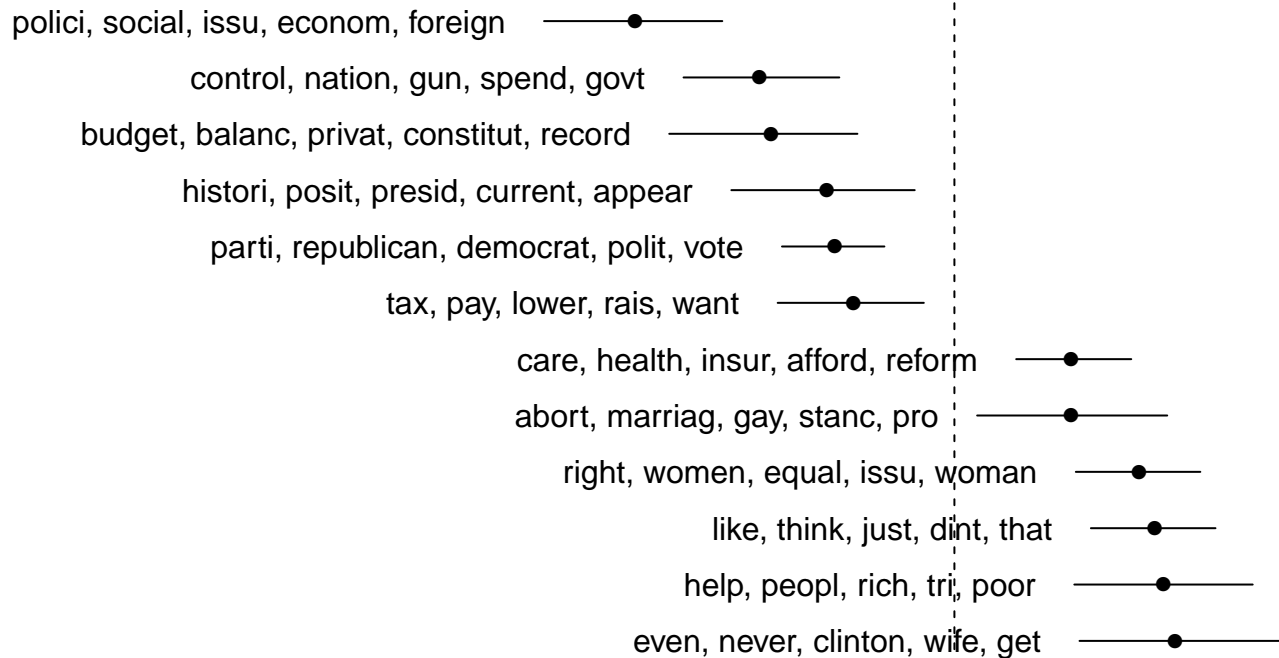 polici, social, issu, econom, foreign
control, nation, gun, spend, govt
budget, balanc, privat, constitut, record
histori, posit, presid, current, appear
parti, republican, democrat, polit, vote
tax, pay, lower, rais, want
care, health, insur, afford, reform
abort, marriag, gay, stanc, pro
right, women, equal, issu, woman
like, think, just, dint, that
help, peopl, rich, tri, poor
even, never, clinton, wife, get